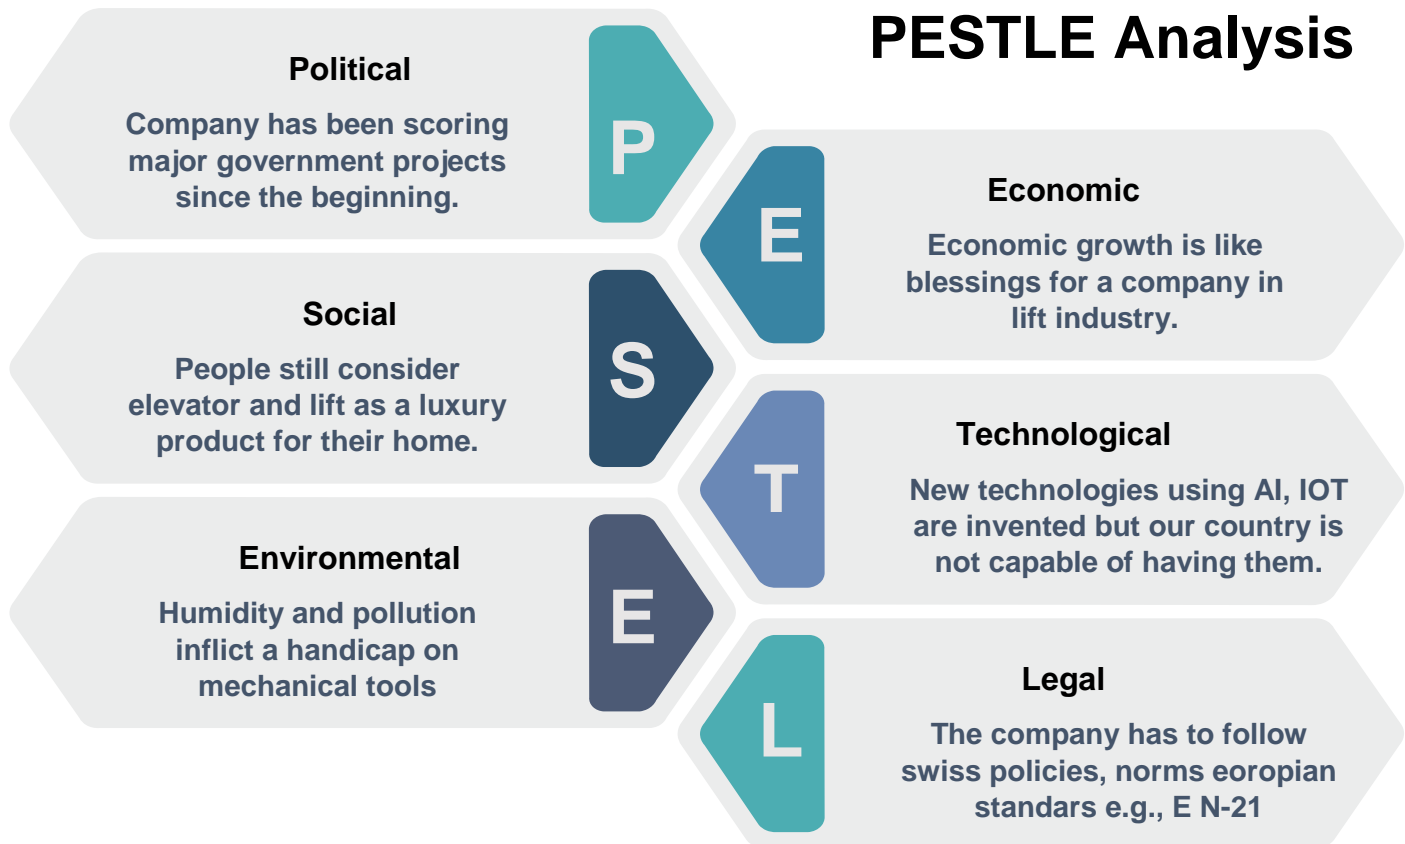 PESTLE Analysis
Political
Company has been scoring
major government projects
since the beginning.
P
E
Economic
Economic growth is like
blessings for a company in
lift industry.
Social
People still consider
elevator and lift as a luxury
product for their home.
S
T
Technological
New technologies using AI, IOT
are invented but our country is
not capable of having them.
Environmental
Humidity and pollution
inflict a handicap on
mechanical tools
E
L
Legal
The company has to follow
swiss policies, norms eoropian
standars e.g., E N-21